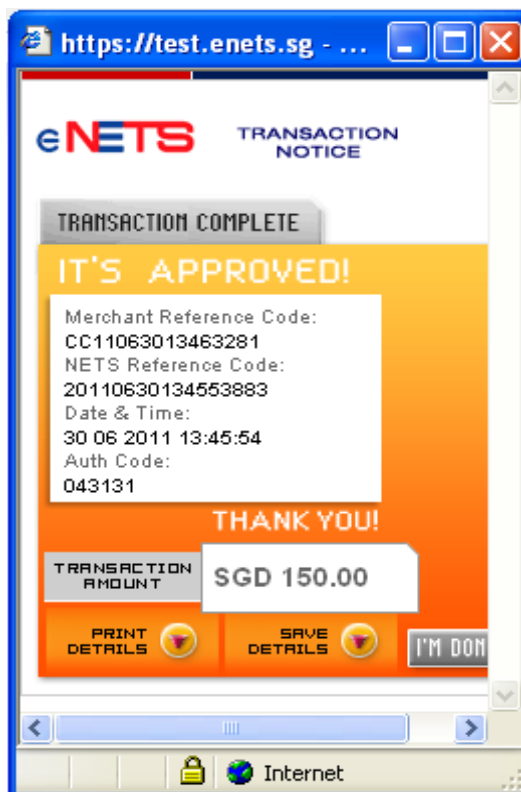 https://test.enets.sg - ...
eNETS
TRANSACTION
NOTICE
TRANSACTION COMPLETE
IT'S APPROVED!
Merchant Reference Code:
CC11063013463281
NETS Reference Code:
20110630134553883
Date & Time:
30 06 2011 13:45:54
Auth Code:
043131
THANK YOU!
TRANSACTION
AMOUNT
SGD 150.00
PRINT
DETAILS
SAVE
DETAILS
I'M DON
Internet